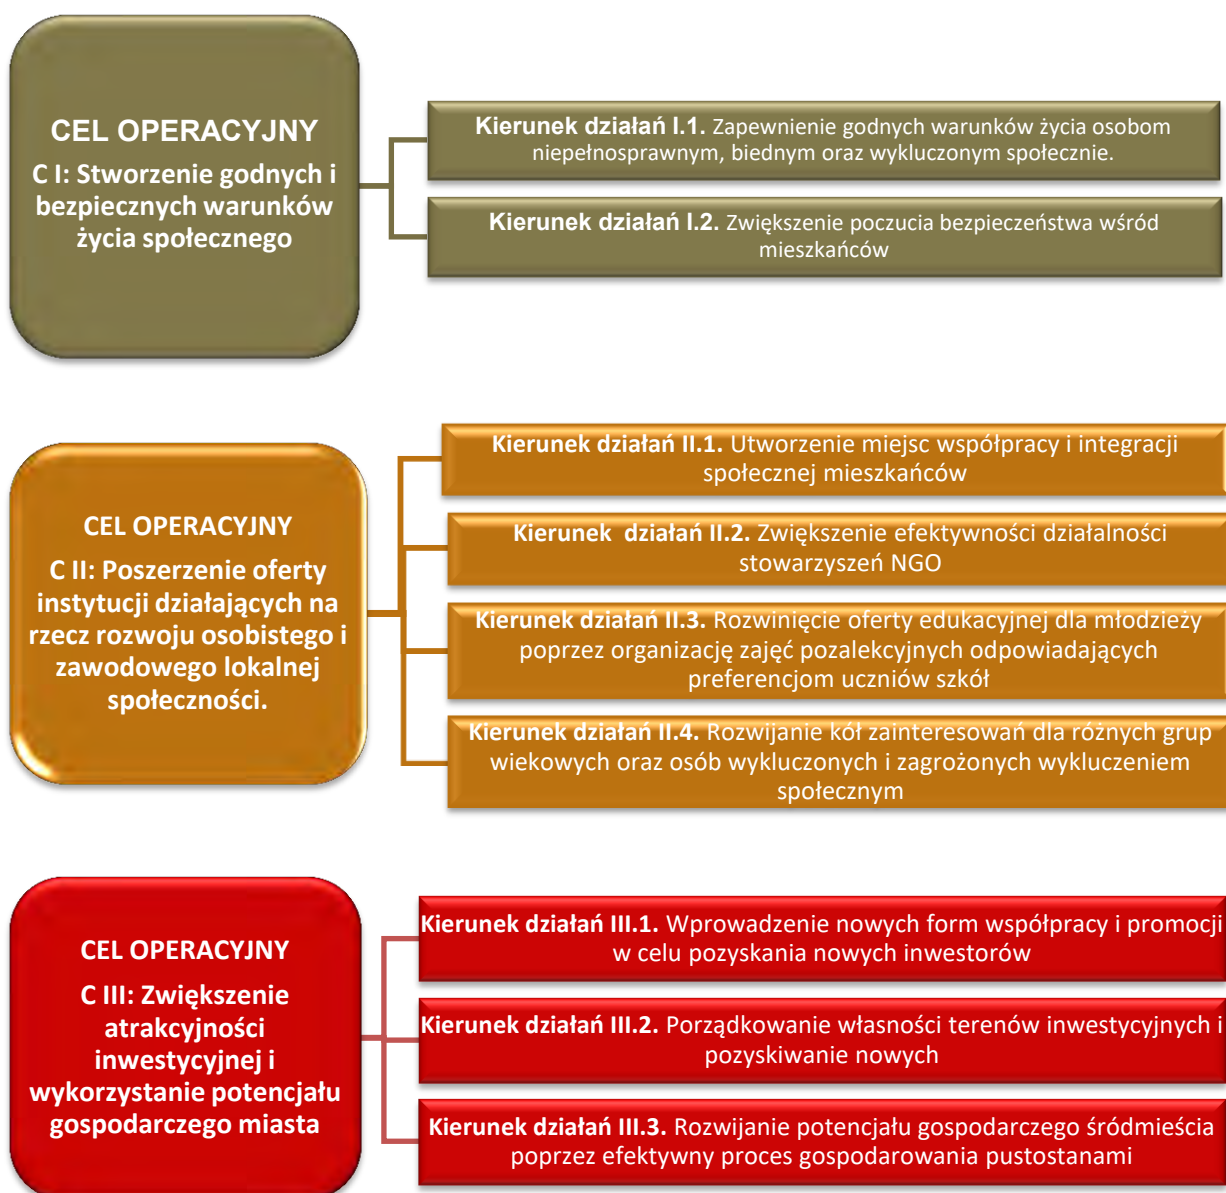 CEL OPERACYJNY
C I: Stworzenie godnych i
bezpiecznych warunków
życia społecznego
Kierunek działań I.1. Zapewnienie godnych warunków życia osobom
niepełnosprawnym, biednym oraz wykluczonym społecznie.
Kierunek działań I.2. Zwiększenie poczucia bezpieczeństwa wśród
mieszkańców
CEL OPERACYJNY
C II: Poszerzenie oferty
instytucji działających na
rzecz rozwoju osobistego i
zawodowego lokalnej
społeczności.
Kierunek działań II.1. Utworzenie miejsc współpracy i integracji
społecznej mieszkańców
Kierunek  działań II.2. Zwiększenie efektywności działalności
stowarzyszeń NGO
Kierunek działań II.3. Rozwinięcie oferty edukacyjnej dla młodzieży
poprzez organizację zajęć pozalekcyjnych odpowiadających
preferencjom uczniów szkół
Kierunek działań II.4. Rozwijanie kół zainteresowań dla różnych grup
wiekowych oraz osób wykluczonych i zagrożonych wykluczeniem
społecznym
CEL OPERACYJNY
C III: Zwiększenie
atrakcyjności
inwestycyjnej i
wykorzystanie potencjału
gospodarczego miasta
Kierunek działań III.1. Wprowadzenie nowych form współpracy i promocji
w celu pozyskania nowych inwestorów
Kierunek działań III.2. Porządkowanie własności terenów inwestycyjnych i
pozyskiwanie nowych
Kierunek działań III.3. Rozwijanie potencjału gospodarczego śródmieścia
poprzez efektywny proces gospodarowania pustostanami